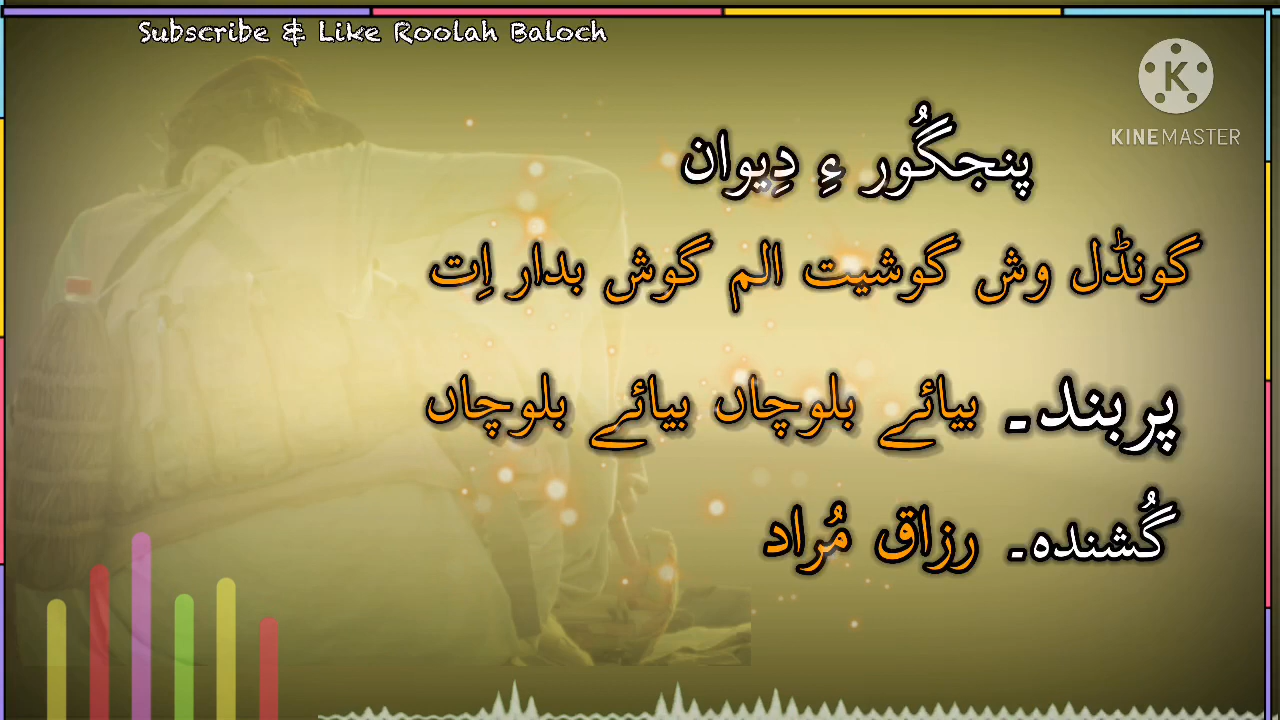 Subscribe & Like Roolah Baloch
K
KINEMASTER
پنجگُور ءِ دِیوان
گونڈل وش گوشیت الم گوش بدار اِت
پربند۔ بیائے بلوچاں بیائے بلوچاں
گُشندہ۔ رزاق مُراد